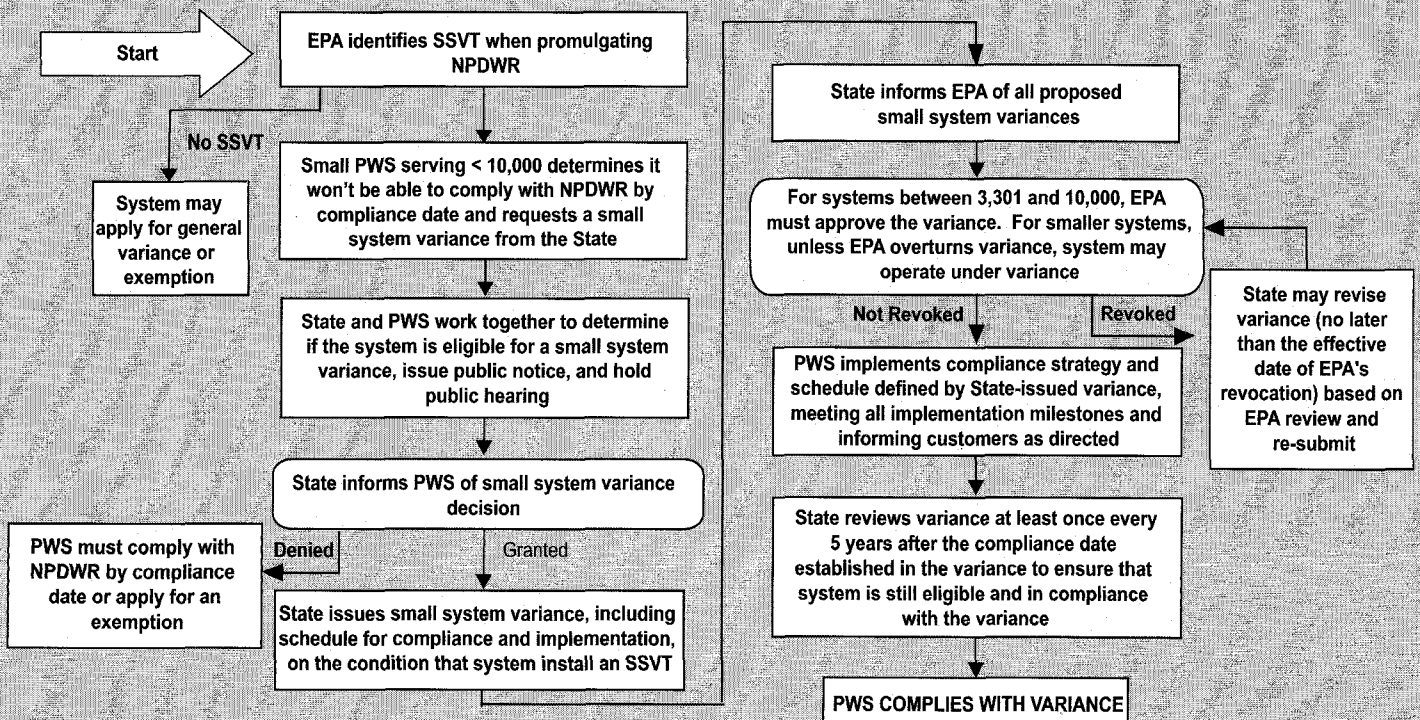 Start
EPA identifies SSVT when promulgating
NPDWR
No SSVT
System may
apply for general
variance or
exemption
Small PWS serving < 10,000 determines it
won't be able to comply with NPDWR by
compliance date and requests a small
system variance from the State
State and PWS work together to determine
if the system is eligible for a small system
variance, issue public notice, and hold
public hearing
State informs PWS of small system variance
decision
Denied
Granted
PWS must comply with
NPDWR by compliance
date or apply for an
exemption
State issues small system variance, including
schedule for compliance and implementation,
on the condition that system install an SSVT
State informs EPA of all proposed
small system variances
For systems between 3,301 and 10,000, EPA
must approve the variance. For smaller systems,
unless EPA overturns variance, system may
operate under variance
Not Revoked
Revoked
State may revise
variance (no later
than the effective
date of EPA's
revocation) based on
EPA review and
re-submit
PWS implements compliance strategy and
schedule defined by State-issued variance,
meeting all implementation milestones and
informing customers as directed
State reviews variance at least once every
5 years after the compliance date
established in the variance to ensure that
system is still eligible and in compliance
with the variance
PWS COMPLIES WITH VARIANCE